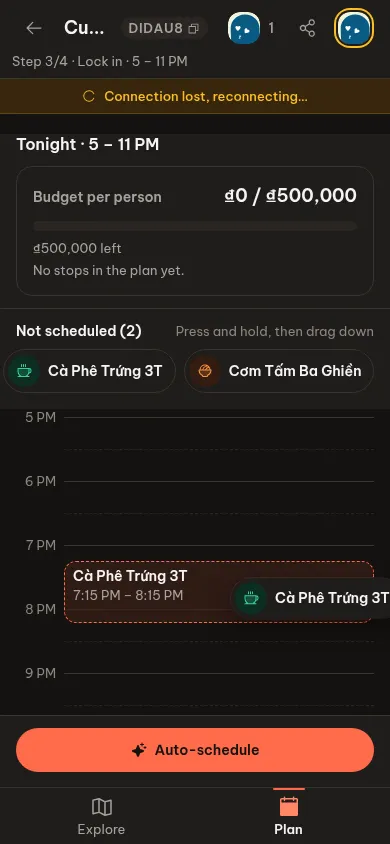 Cu...
DIDAU8
1
Step 3/4 · Lock in · 5 – 11 PM
Connection lost, reconnecting...
Tonight · 5 – 11 PM
Budget per person
₫0 / ₫500,000
₫500,000 left
No stops in the plan yet.
Not scheduled (2)
Press and hold, then drag down
Cà Phê Trứng 3T
Cơm Tấm Ba Ghiền
5 PM
6 PM
7 PM
Cà Phê Trứng 3T
7:15 PM – 8:15 PM
Cà Phê Trứng 3T
8 PM
9 PM
Auto-schedule
Explore
Plan